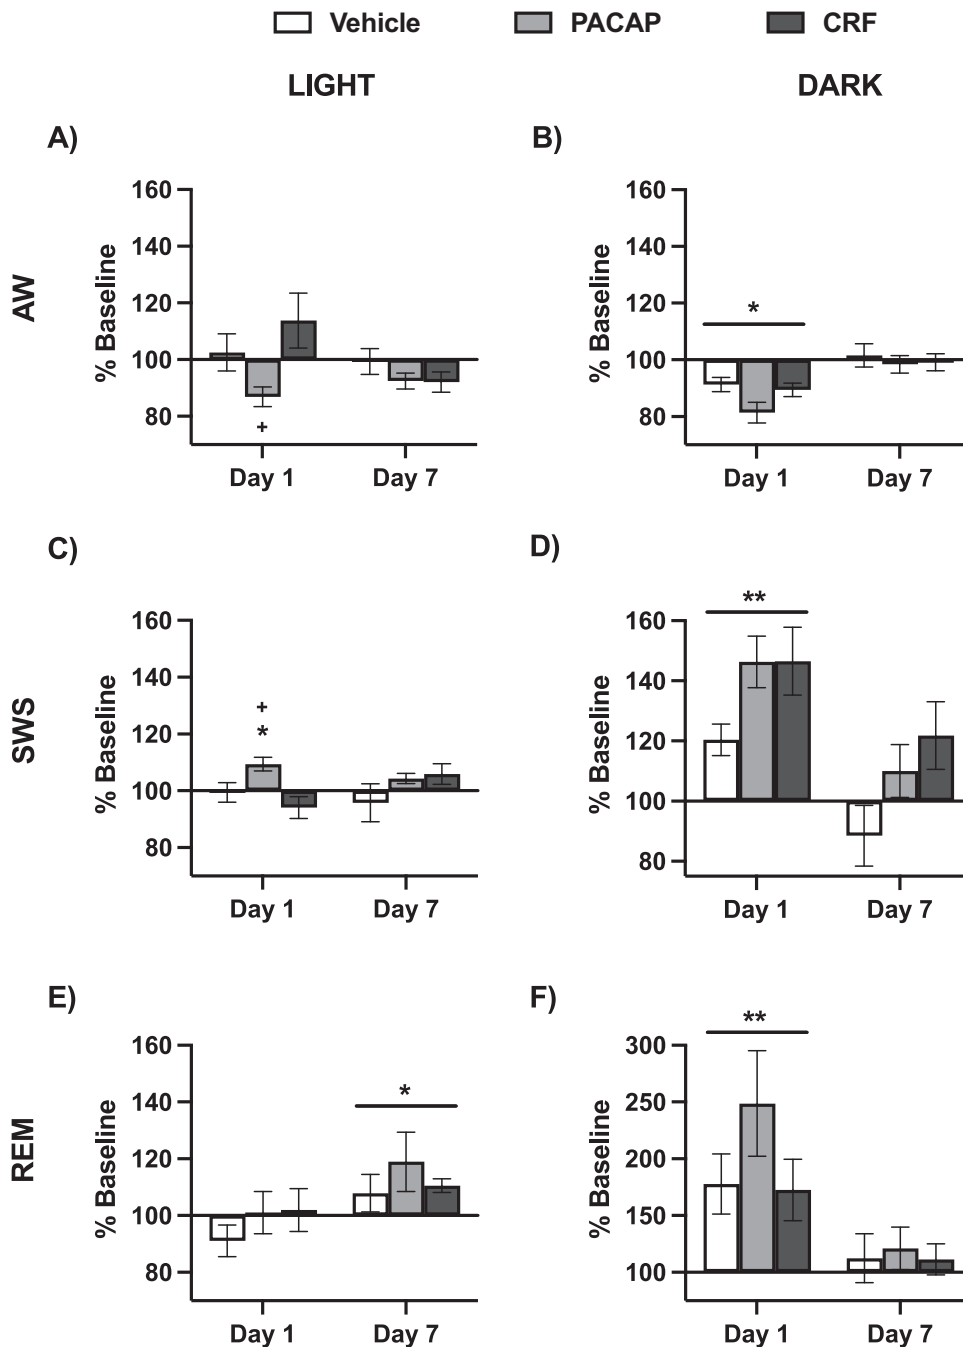 Vehicle PACAP CRF
LIGHT DARK
A) B)
AW
% Baseline
160
140
120
100
80
+
Day 1 Day 7
% Baseline
160
140
120
100
80
*
Day 1 Day 7
C) D)
SWS
% Baseline
160
140
120
100
80
+
*
Day 1 Day 7
% Baseline
160
140
120
100
80
**
Day 1 Day 7
E) F)
REM
% Baseline
160
140
120
100
80
*
Day 1 Day 7
% Baseline
300
250
200
150
100
**
Day 1 Day 7